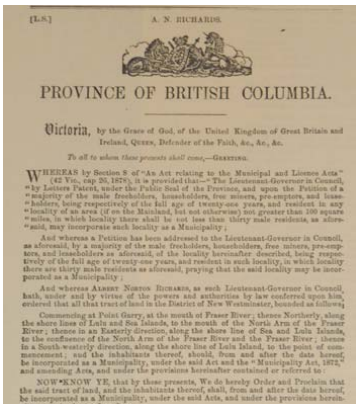 [L.S.] A. N. RICHARDS.
PROVINCE OF BRITISH COLUMBIA.
Victoria, by the Grace of God, of the United Kingdom of Great Britain and
Ireland, QUEEN, Defender of the Faith, &c., &c., &c.
To all to whom these presents shall come,—GREETING.
WHEREAS by Section 8 of "An Act relating to the Municipal and Licence Acts"
(42 Vic., cap 26, 1878), it is provided that—"The Lieutenant-Governor in Council,
"by Letters Patent, under the Public Seal of the Province, and upon the Petition of a
"majority of the male freeholders, householders, free miners, pre-emptors, and lease-
"holders, being respectively of the full age of twenty-one years, and resident in any
"locality of an area (if on the Mainland, but not otherwise) not greater than 100 square
"miles, in which locality there shall be not less than thirty male residents, as afore-
"said, may incorporate such locality as a Municipality;
And whereas a Petition has been addressed to the Lieutenant-Governor in Council,
as aforesaid, by a majority of the male freeholders, householders, free miners, pre-emp-
tors, and leaseholders as aforesaid, of the locality hereinafter described, being respec-
tively of the full age of twenty-one years, and resident in such locality, in which locality
there are thirty male residents as aforesaid, praying that the said locality may be incor-
porated as a Municipality;
And whereas ALBERT NORTON RICHARDS, as such Lieutenant-Governor in Council,
hath, under and by virtue of the powers and authorities by law conferred upon him,
ordered that all that tract of land in the District of New Westminster, bounded as follows;
Commencing at Point Garry, at the mouth of Fraser River; thence Northerly, along
the shore lines of Lulu and Sea Islands, to the mouth of the North Arm of the Fraser
River; thence in an Easterly direction, along the shore line of Sea and Lulu Islands,
to the confluence of the North Arm of the Fraser River and the Fraser River; thence
in a South-westerly direction, along the shore line of Lulu Island, to the point of com-
mencement; and the inhabitants thereof, should, from and after the date hereof,
be incorporated as a Municipality, under the said Act and the "Municipality Act, 1872,"
and amending Acts, and under the provisions hereinafter contained or referred to:
NOW KNOW YE, that by these presents, We do hereby Order and Proclaim that
the said tract of land, and the inhabitants thereof, shall, from and after the date hereof,
be incorporated as a Municipality, under the said Acts, and under the provisions herein-